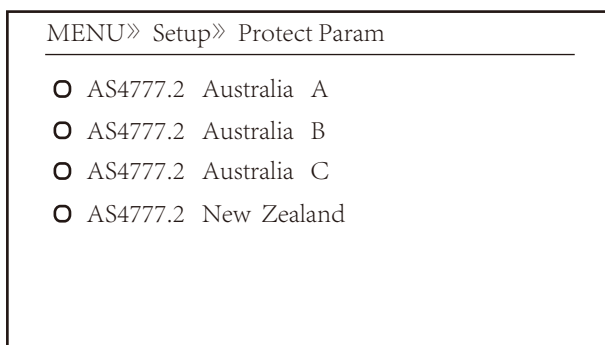 MENU》 Setup》 Protect Param
AS4777.2 Australia A
AS4777.2 Australia B
AS4777.2 Australia C
AS4777.2 New Zealand